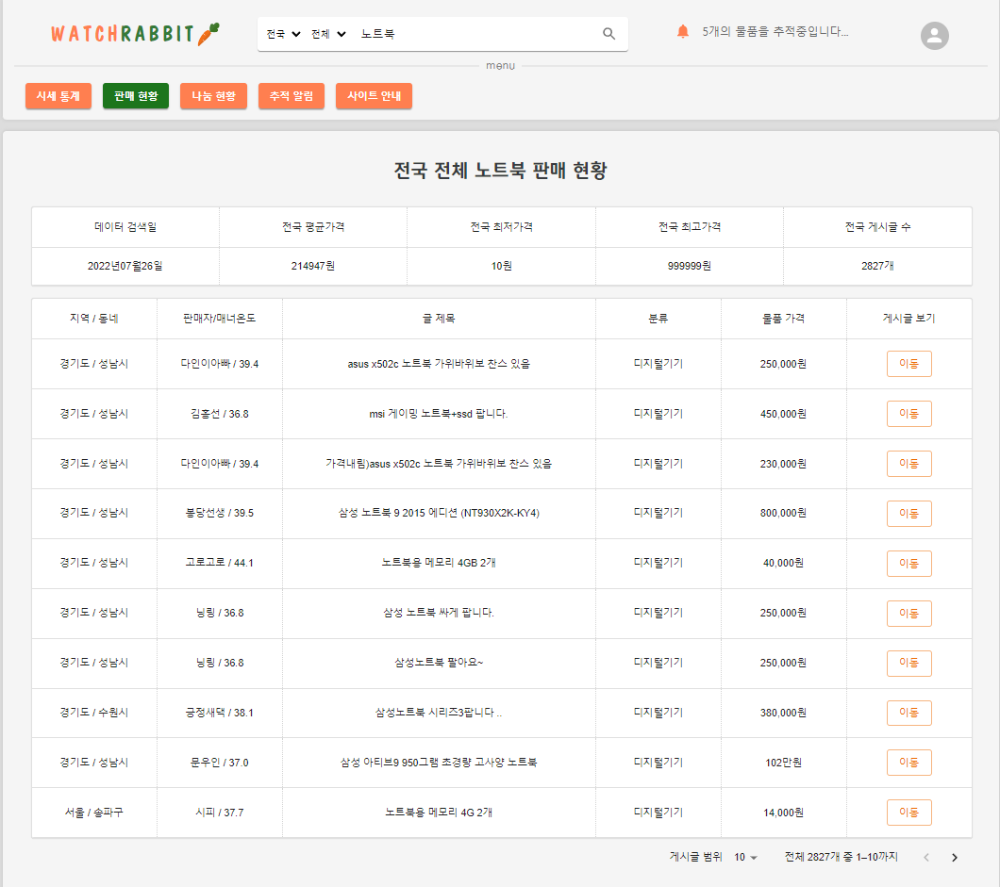 WATCHRABBIT 전국 전체 노트북 5개의 물품을 추적중입니다...
menu
시세 통계 판매 현황 나눔 현황 추적 알림 사이트 안내
전국 전체 노트북 판매 현황
데이터 검색일 전국 평균가격 전국 최저가격 전국 최고가격 전국 게시글 수
2022년07월26일 214947원 10원 999999원 2827개
지역 / 동네 판매자/매너온도 글 제목 분류 물품 가격 게시글 보기
경기도 / 성남시 다인이아빠 / 39.4 asus x502c 노트북 가위바위보 찬스 있음 디지털기기 250,000원 이동
경기도 / 성남시 김홍선 / 36.8 msi 게이밍 노트북+ssd 팝니다. 디지털기기 450,000원 이동
경기도 / 성남시 다인이아빠 / 39.4 가격내림)asus x502c 노트북 가위바위보 찬스 있음 디지털기기 230,000원 이동
경기도 / 성남시 봉당선생 / 39.5 삼성 노트북 9 2015 에디션 (NT930X2K-KY4) 디지털기기 800,000원 이동
경기도 / 성남시 고로고로 / 44.1 노트북용 메모리 4GB 2개 디지털기기 40,000원 이동
경기도 / 성남시 닝링 / 36.8 삼성 노트북 싸게 팝니다. 디지털기기 250,000원 이동
경기도 / 성남시 닝링 / 36.8 삼성노트북 팔아요~ 디지털기기 250,000원 이동
경기도 / 수원시 긍정새댁 / 38.1 삼성노트북 시리즈3팝니다 .. 디지털기기 380,000원 이동
경기도 / 성남시 문우인 / 37.0 삼성 아티브9 950그램 초경량 고사양 노트북 디지털기기 102만원 이동
서울 / 송파구 시피 / 37.7 노트북용 메모리 4G 2개 디지털기기 14,000원 이동
게시글 범위 10 전체 2827개 중 1–10까지